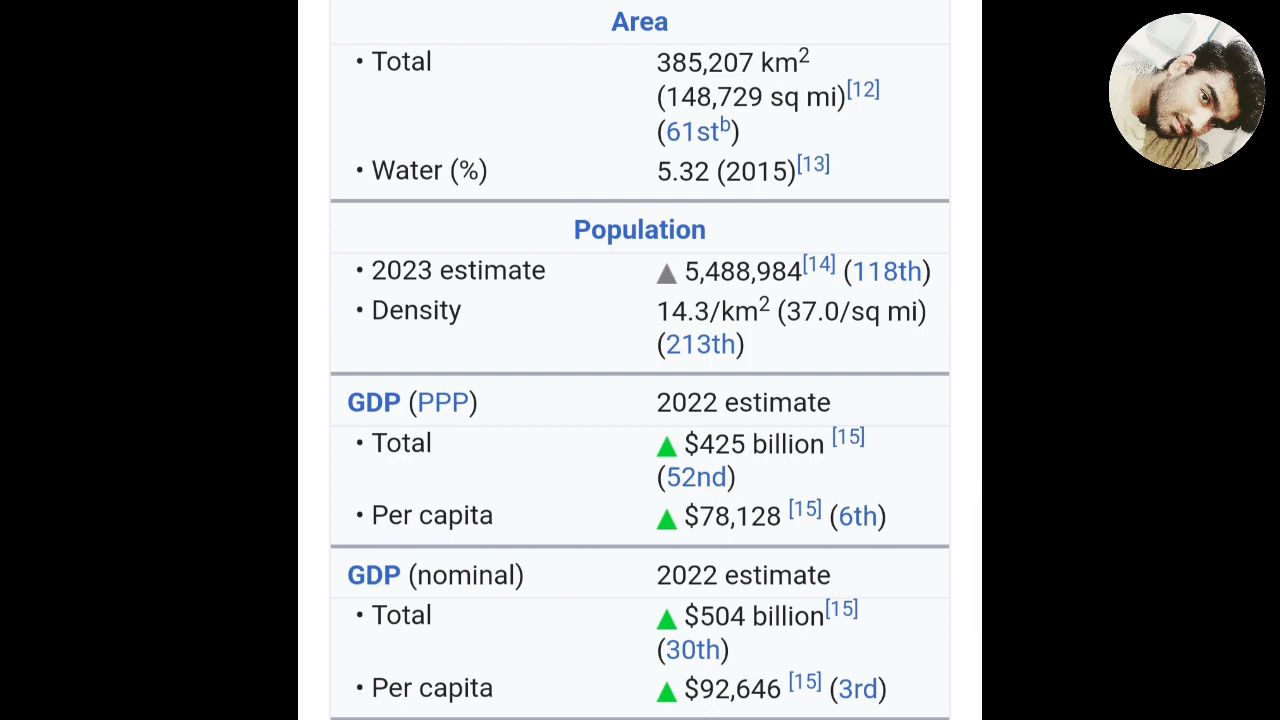 Area
• Total 385,207 km²
(148,729 sq mi)[12]
(61stᵇ)
• Water (%) 5.32 (2015)[13]
Population
• 2023 estimate ▲ 5,488,984[14] (118th)
• Density 14.3/km² (37.0/sq mi)
(213th)
GDP (PPP) 2022 estimate
• Total ▲ $425 billion [15]
(52nd)
• Per capita ▲ $78,128 [15] (6th)
GDP (nominal) 2022 estimate
• Total ▲ $504 billion[15]
(30th)
• Per capita ▲ $92,646 [15] (3rd)